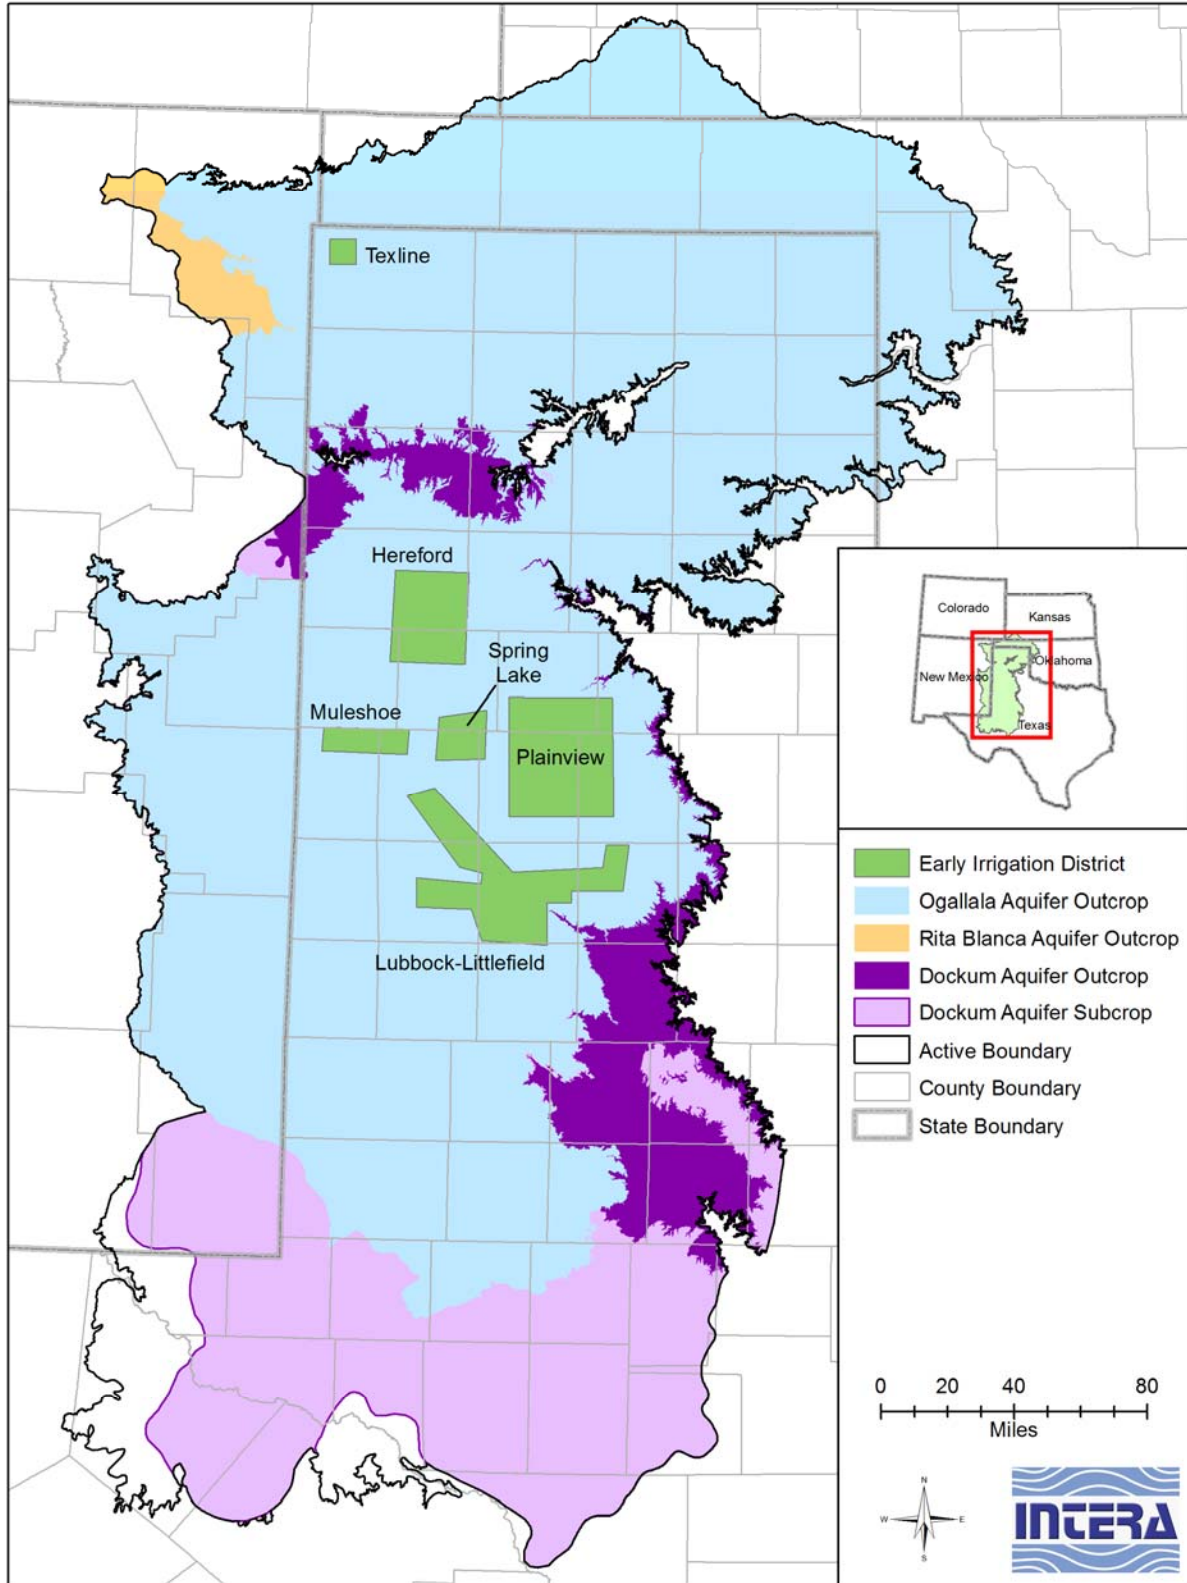 Texline
Hereford
Spring
Lake
Muleshoe
Plainview
Lubbock-Littlefield
Colorado
Kansas
New Mexico
Oklahoma
Texas
Early Irrigation District
Ogallala Aquifer Outcrop
Rita Blanca Aquifer Outcrop
Dockum Aquifer Outcrop
Dockum Aquifer Subcrop
Active Boundary
County Boundary
State Boundary
0 20 40 80
Miles
N
W E
S
INTERA